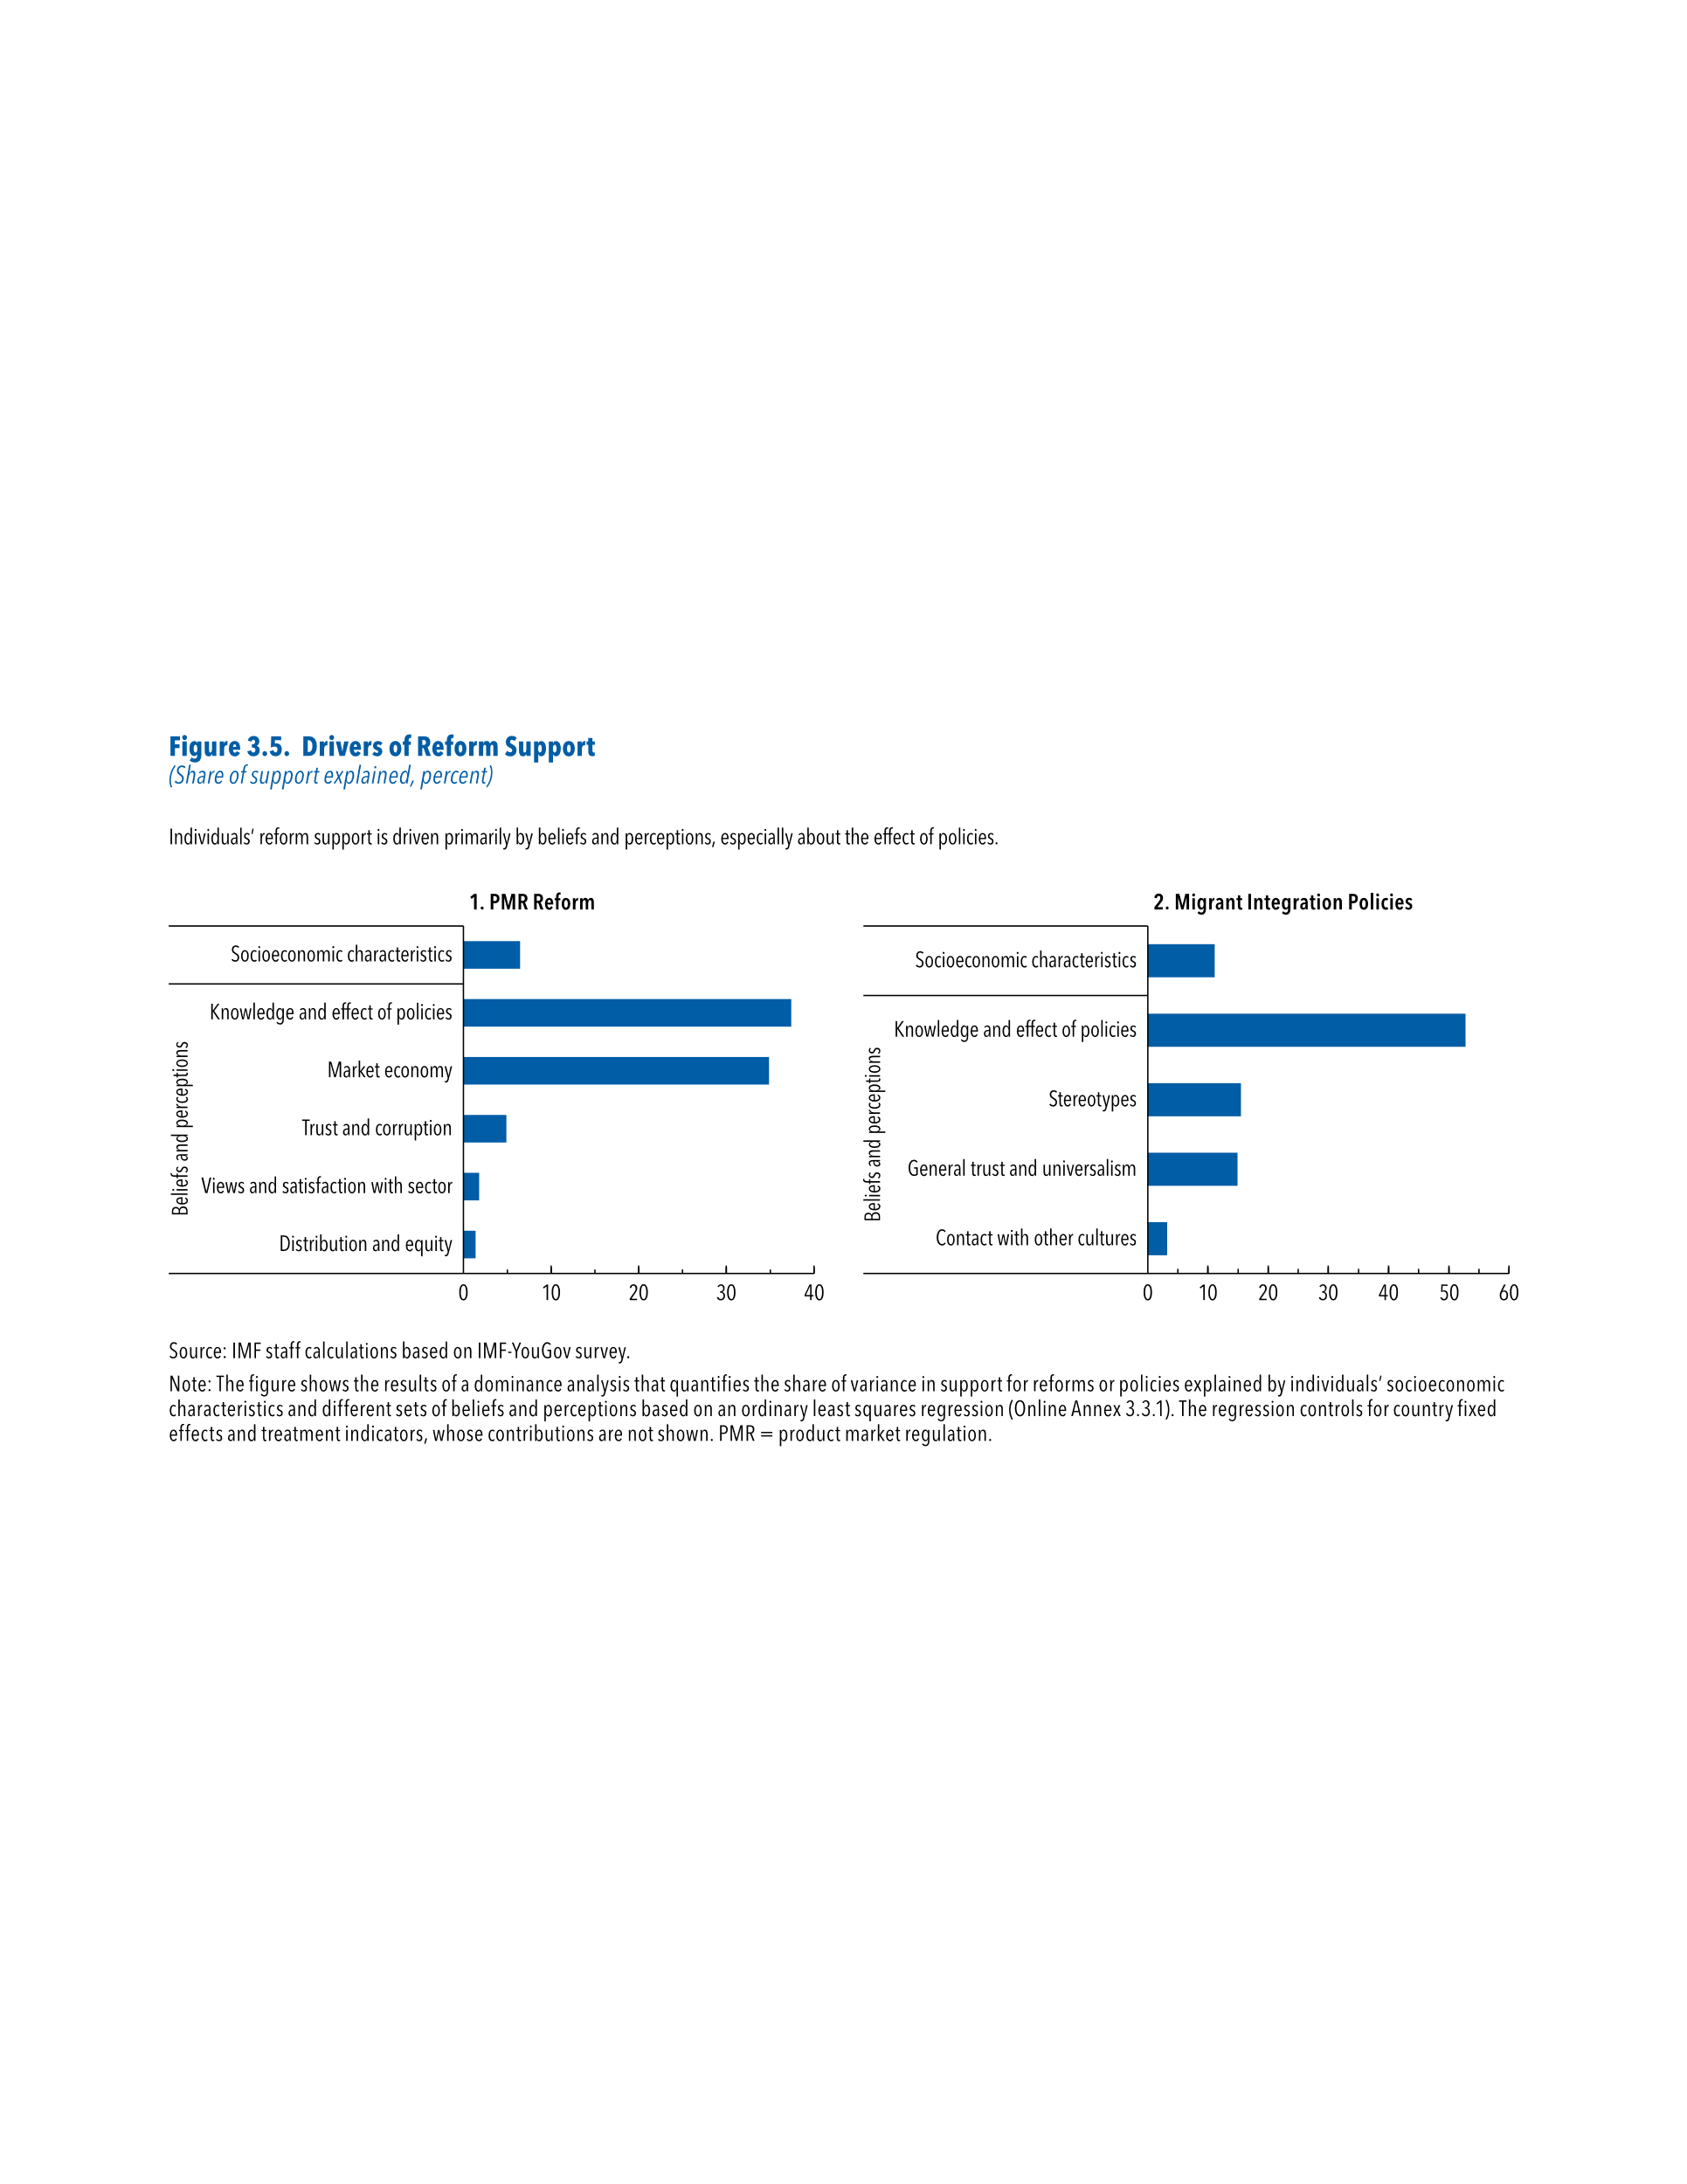 Figure 3.5. Drivers of Reform Support
(Share of support explained, percent)
Individuals’ reform support is driven primarily by beliefs and perceptions, especially about the effect of policies.
1. PMR Reform
Socioeconomic characteristics
Beliefs and perceptions
Knowledge and effect of policies
Market economy
Trust and corruption
Views and satisfaction with sector
Distribution and equity
0 10 20 30 40
2. Migrant Integration Policies
Socioeconomic characteristics
Beliefs and perceptions
Knowledge and effect of policies
Stereotypes
General trust and universalism
Contact with other cultures
0 10 20 30 40 50 60
Source: IMF staff calculations based on IMF-YouGov survey.
Note: The figure shows the results of a dominance analysis that quantifies the share of variance in support for reforms or policies explained by individuals’ socioeconomic
characteristics and different sets of beliefs and perceptions based on an ordinary least squares regression (Online Annex 3.3.1). The regression controls for country fixed
effects and treatment indicators, whose contributions are not shown. PMR = product market regulation.